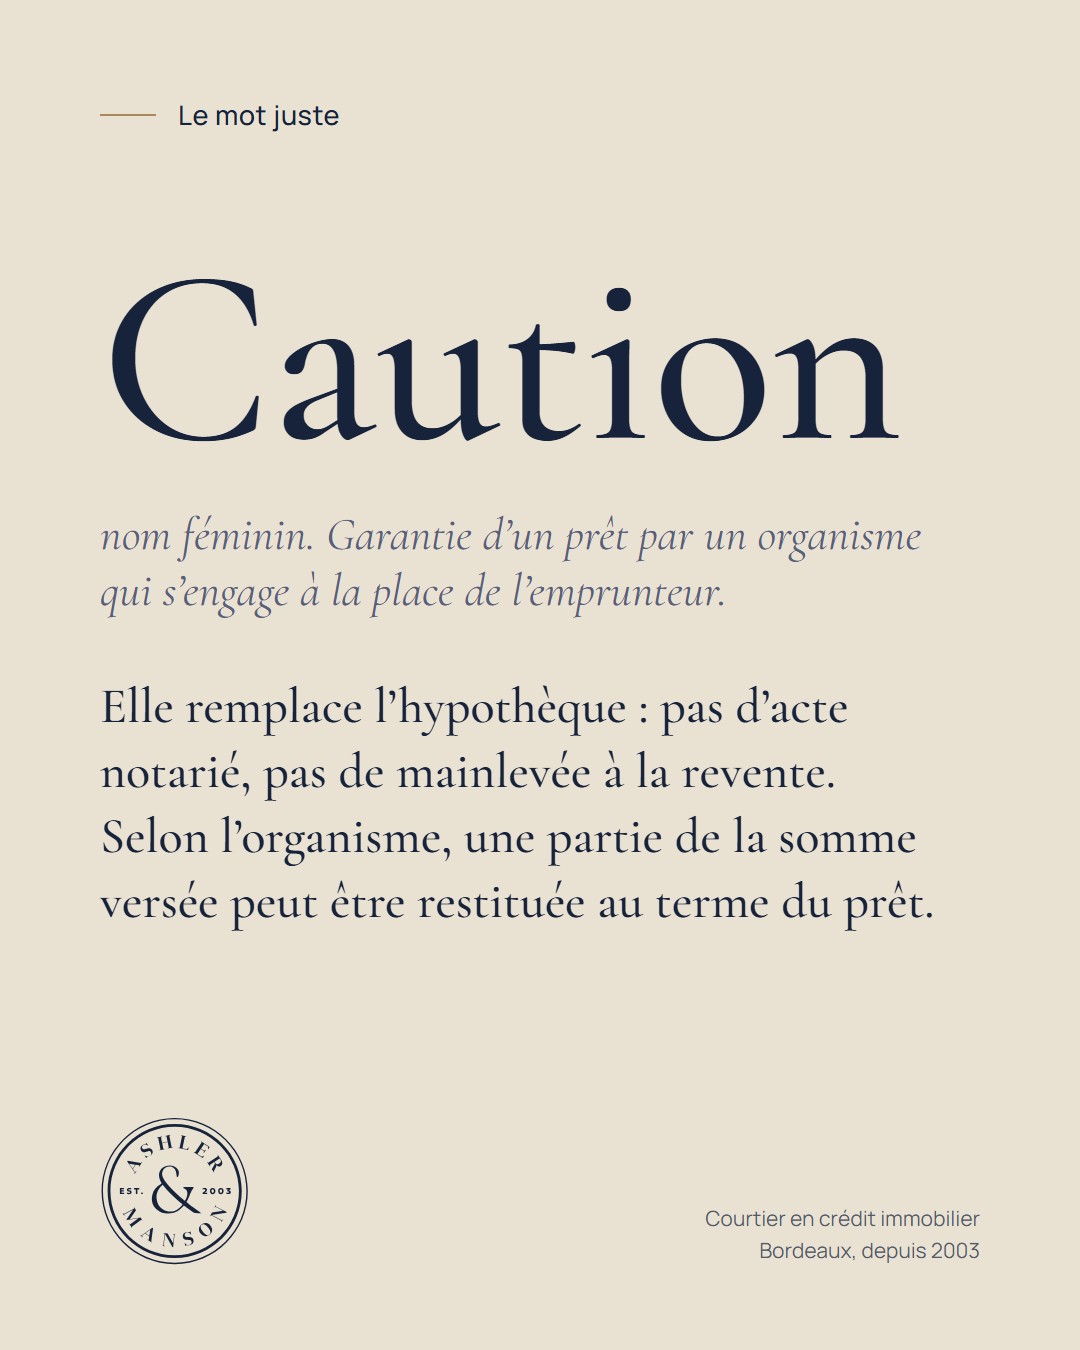 Le mot juste
Caution
nom féminin. Garantie d’un prêt par un organisme
qui s’engage à la place de l’emprunteur.
Elle remplace l’hypothèque : pas d’acte
notarié, pas de mainlevée à la revente.
Selon l’organisme, une partie de la somme
versée peut être restituée au terme du prêt.
ASHLER
EST. & 2003
MANSON
Courtier en crédit immobilier
Bordeaux, depuis 2003